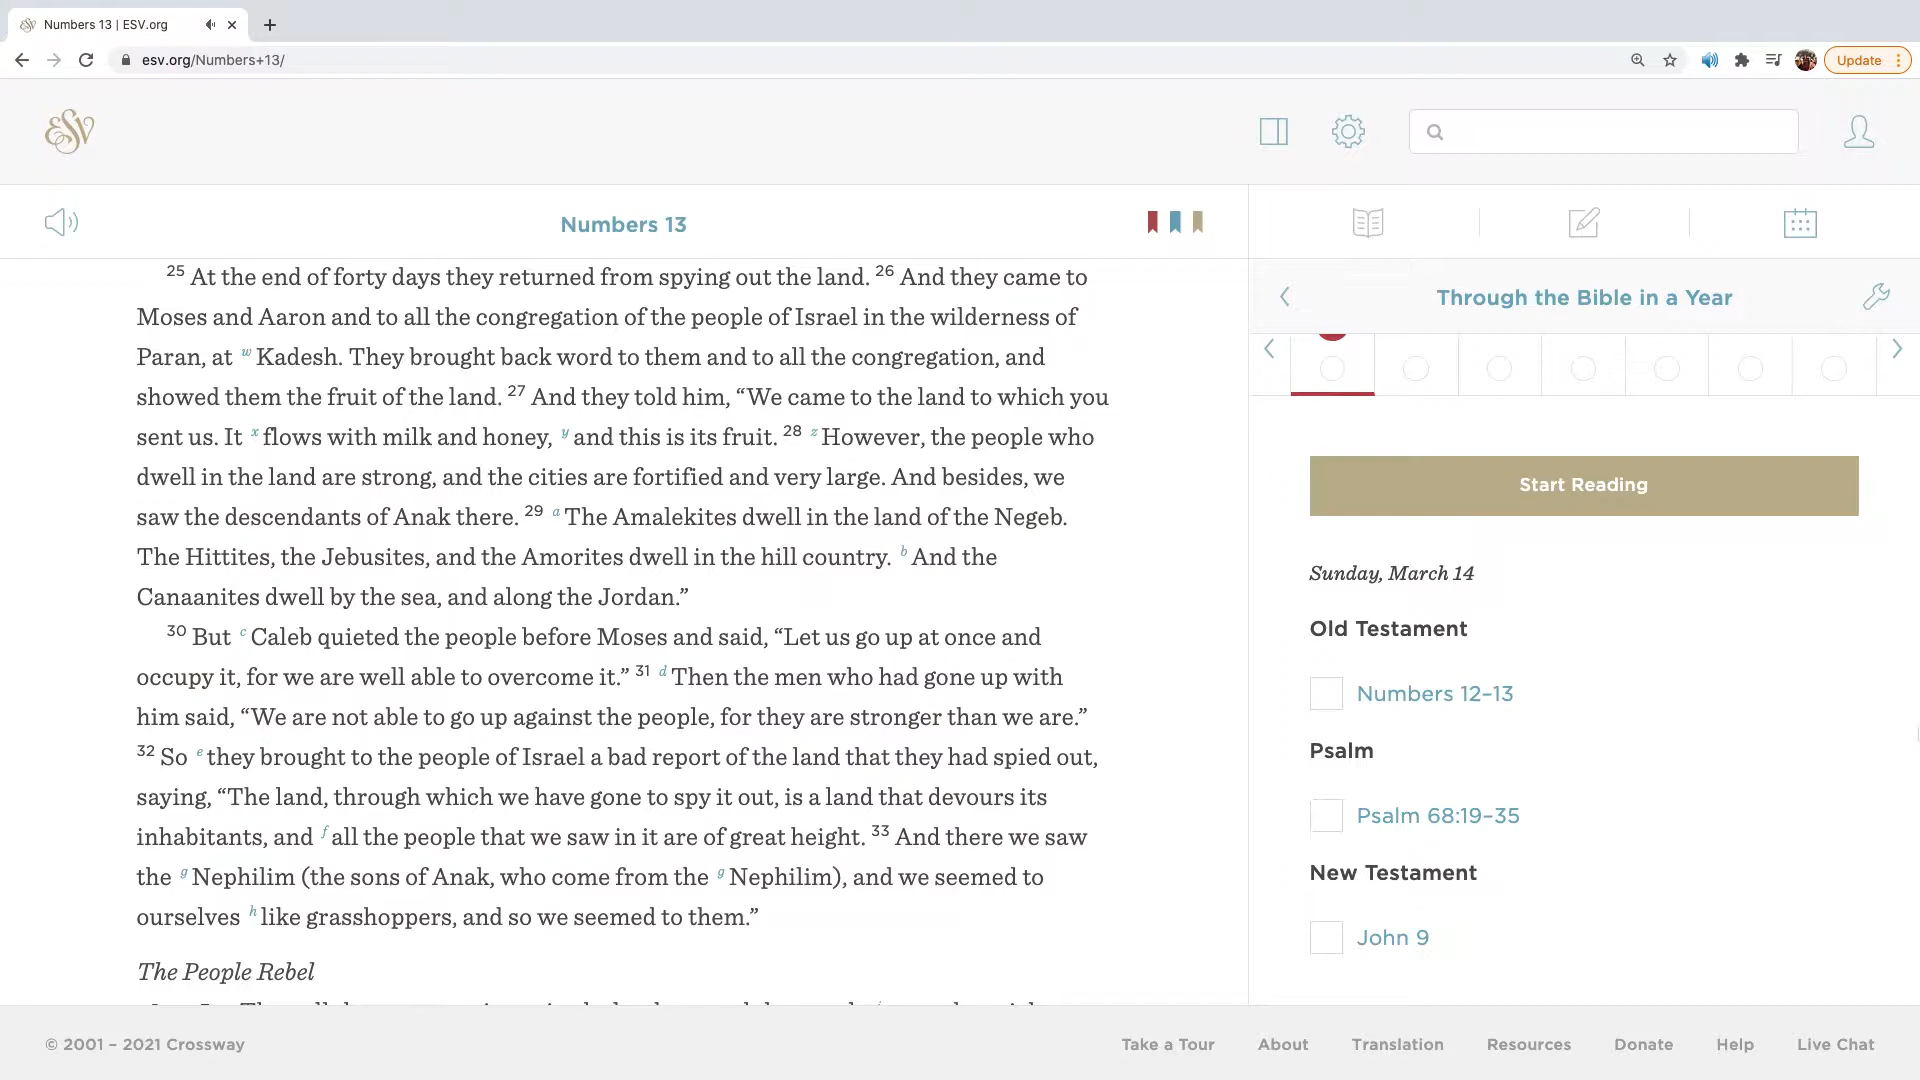 Numbers 13 | ESV.org
esv.org/Numbers+13/
Update
ESV
Numbers 13
25 At the end of forty days they returned from spying out the land. 26 And they came to
Moses and Aaron and to all the congregation of the people of Israel in the wilderness of
Paran, at w Kadesh. They brought back word to them and to all the congregation, and
showed them the fruit of the land. 27 And they told him, “We came to the land to which you
sent us. It x flows with milk and honey, y and this is its fruit. 28 z However, the people who
dwell in the land are strong, and the cities are fortified and very large. And besides, we
saw the descendants of Anak there. 29 a The Amalekites dwell in the land of the Negeb.
The Hittites, the Jebusites, and the Amorites dwell in the hill country. b And the
Canaanites dwell by the sea, and along the Jordan.”
30 But c Caleb quieted the people before Moses and said, “Let us go up at once and
occupy it, for we are well able to overcome it.” 31 d Then the men who had gone up with
him said, “We are not able to go up against the people, for they are stronger than we are.”
32 So e they brought to the people of Israel a bad report of the land that they had spied out,
saying, “The land, through which we have gone to spy it out, is a land that devours its
inhabitants, and f all the people that we saw in it are of great height. 33 And there we saw
the g Nephilim (the sons of Anak, who come from the g Nephilim), and we seemed to
ourselves h like grasshoppers, and so we seemed to them.”
The People Rebel
Through the Bible in a Year
Start Reading
Sunday, March 14
Old Testament
Numbers 12–13
Psalm
Psalm 68:19–35
New Testament
John 9
© 2001 – 2021 Crossway
Take a Tour
About
Translation
Resources
Donate
Help
Live Chat